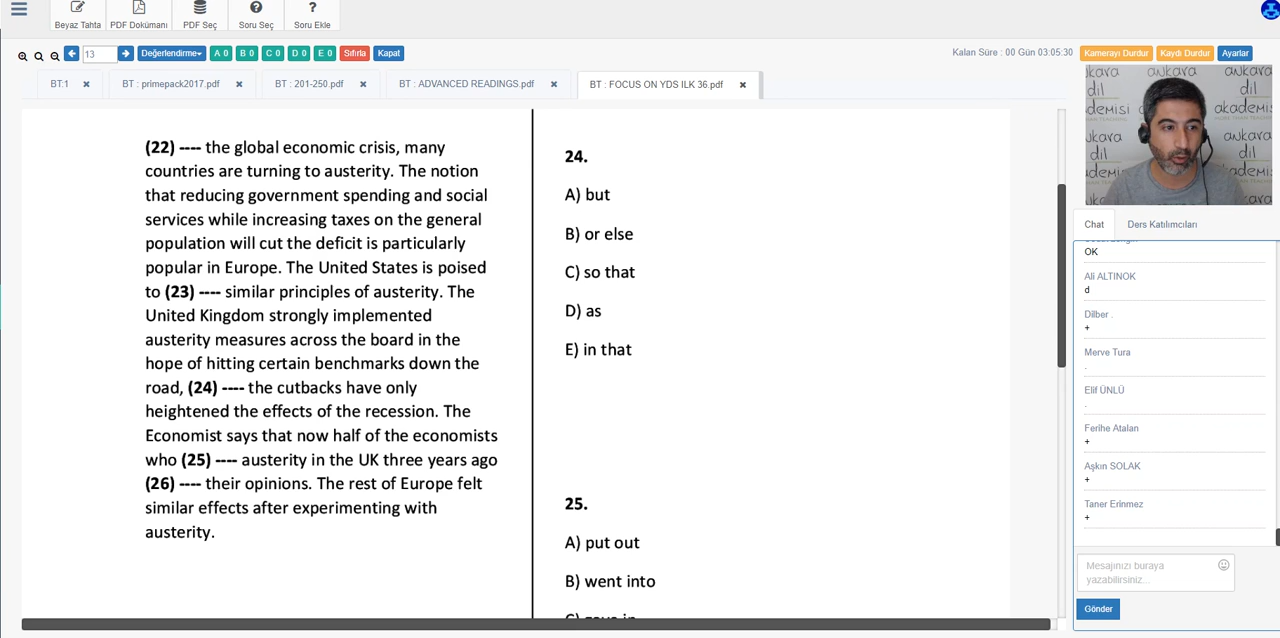 Beyaz Tahta
PDF Dokümanı
PDF Seç
Soru Seç
Soru Ekle
13
Değerlendirme
A 0
B 0
C 0
D 0
E 0
Sıfırla
Kapat
Kalan Süre : 00 Gün 03:05:30
Kamerayı Durdur
Kaydı Durdur
Ayarlar
BT:1
BT : primepack2017.pdf
BT : 201-250.pdf
BT : ADVANCED READINGS.pdf
BT : FOCUS ON YDS ILK 36.pdf
(22) ---- the global economic crisis, many
countries are turning to austerity. The notion
that reducing government spending and social
services while increasing taxes on the general
population will cut the deficit is particularly
popular in Europe. The United States is poised
to (23) ---- similar principles of austerity. The
United Kingdom strongly implemented
austerity measures across the board in the
hope of hitting certain benchmarks down the
road, (24) ---- the cutbacks have only
heightened the effects of the recession. The
Economist says that now half of the economists
who (25) ---- austerity in the UK three years ago
(26) ---- their opinions. The rest of Europe felt
similar effects after experimenting with
austerity.
24.
A) but
B) or else
C) so that
D) as
E) in that
25.
A) put out
B) went into
ankara
dil
akademisi
Chat
Ders Katılımcıları
OK
Ali ALTINOK
d
Dilber .
+
Merve Tura
.
Elif ÜNLÜ
.
Ferihe Atalan
+
Aşkın SOLAK
+
Taner Erinmez
+
Mesajınızı buraya
yazabilirsiniz...
Gönder